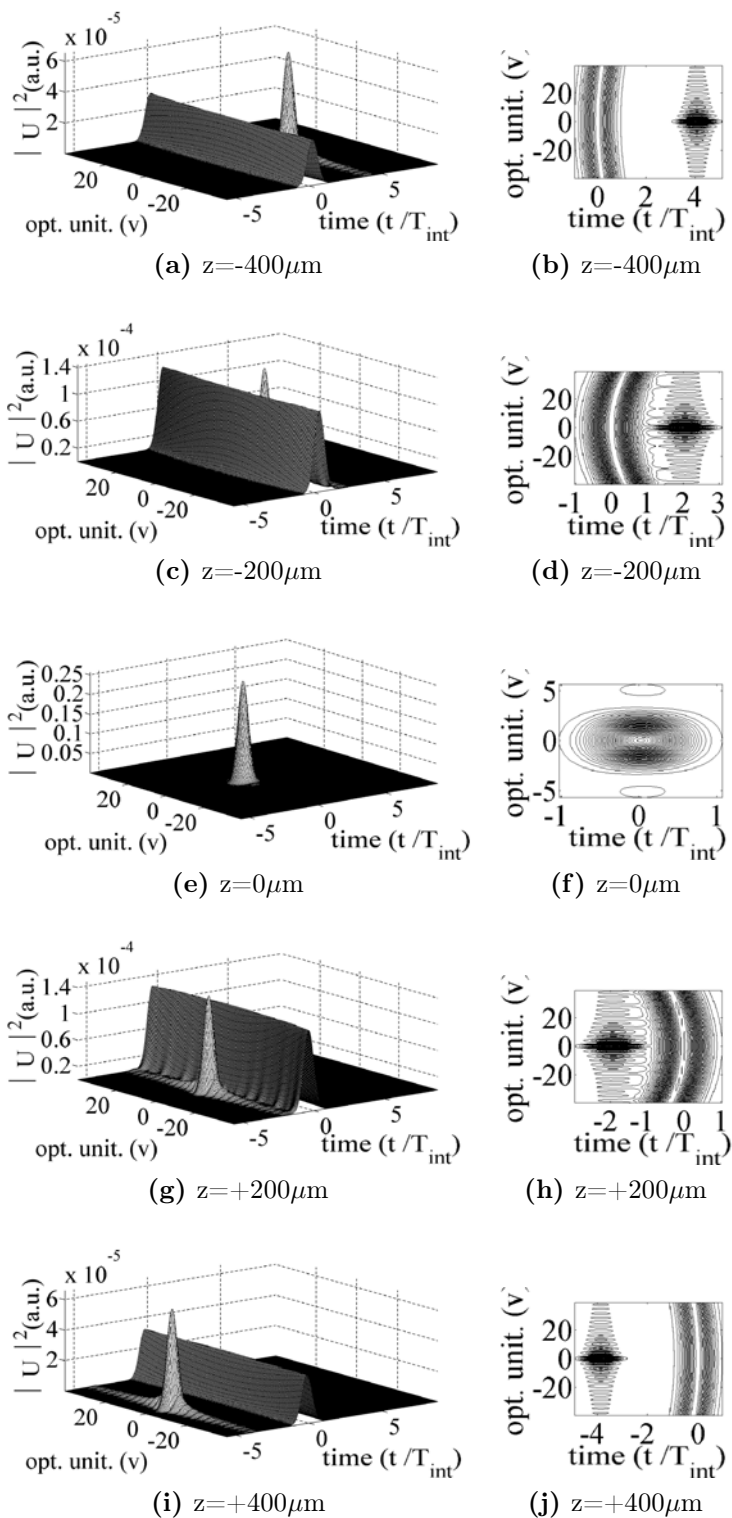 x 10^-5
6
4
2
| U |^2(a.u.)
20
0
-20
opt. unit. (v)
-5
0
5
time (t /T_int)
(a) z=-400μm
opt. unit. (v)
20
0
-20
0
2
4
time (t /T_int)
(b) z=-400μm
x 10^-4
1.4
1
0.6
0.2
| U |^2(a.u.)
20
0
-20
opt. unit. (v)
-5
0
5
time (t /T_int)
(c) z=-200μm
opt. unit. (v)
20
0
-20
-1
0
1
2
3
time (t /T_int)
(d) z=-200μm
0.25
0.2
0.15
0.1
0.05
| U |^2(a.u.)
20
0
-20
opt. unit. (v)
-5
0
5
time (t /T_int)
(e) z=0μm
opt. unit. (v)
5
0
-5
-1
0
1
time (t /T_int)
(f) z=0μm
x 10^-4
1.4
1
0.6
0.2
| U |^2(a.u.)
20
0
-20
opt. unit. (v)
-5
0
5
time (t /T_int)
(g) z=+200μm
opt. unit. (v)
20
0
-20
-2
-1
0
1
time (t /T_int)
(h) z=+200μm
x 10^-5
6
4
2
| U |^2(a.u.)
20
0
-20
opt. unit. (v)
-5
0
5
time (t /T_int)
(i) z=+400μm
opt. unit. (v)
20
0
-20
-4
-2
0
time (t /T_int)
(j) z=+400μm